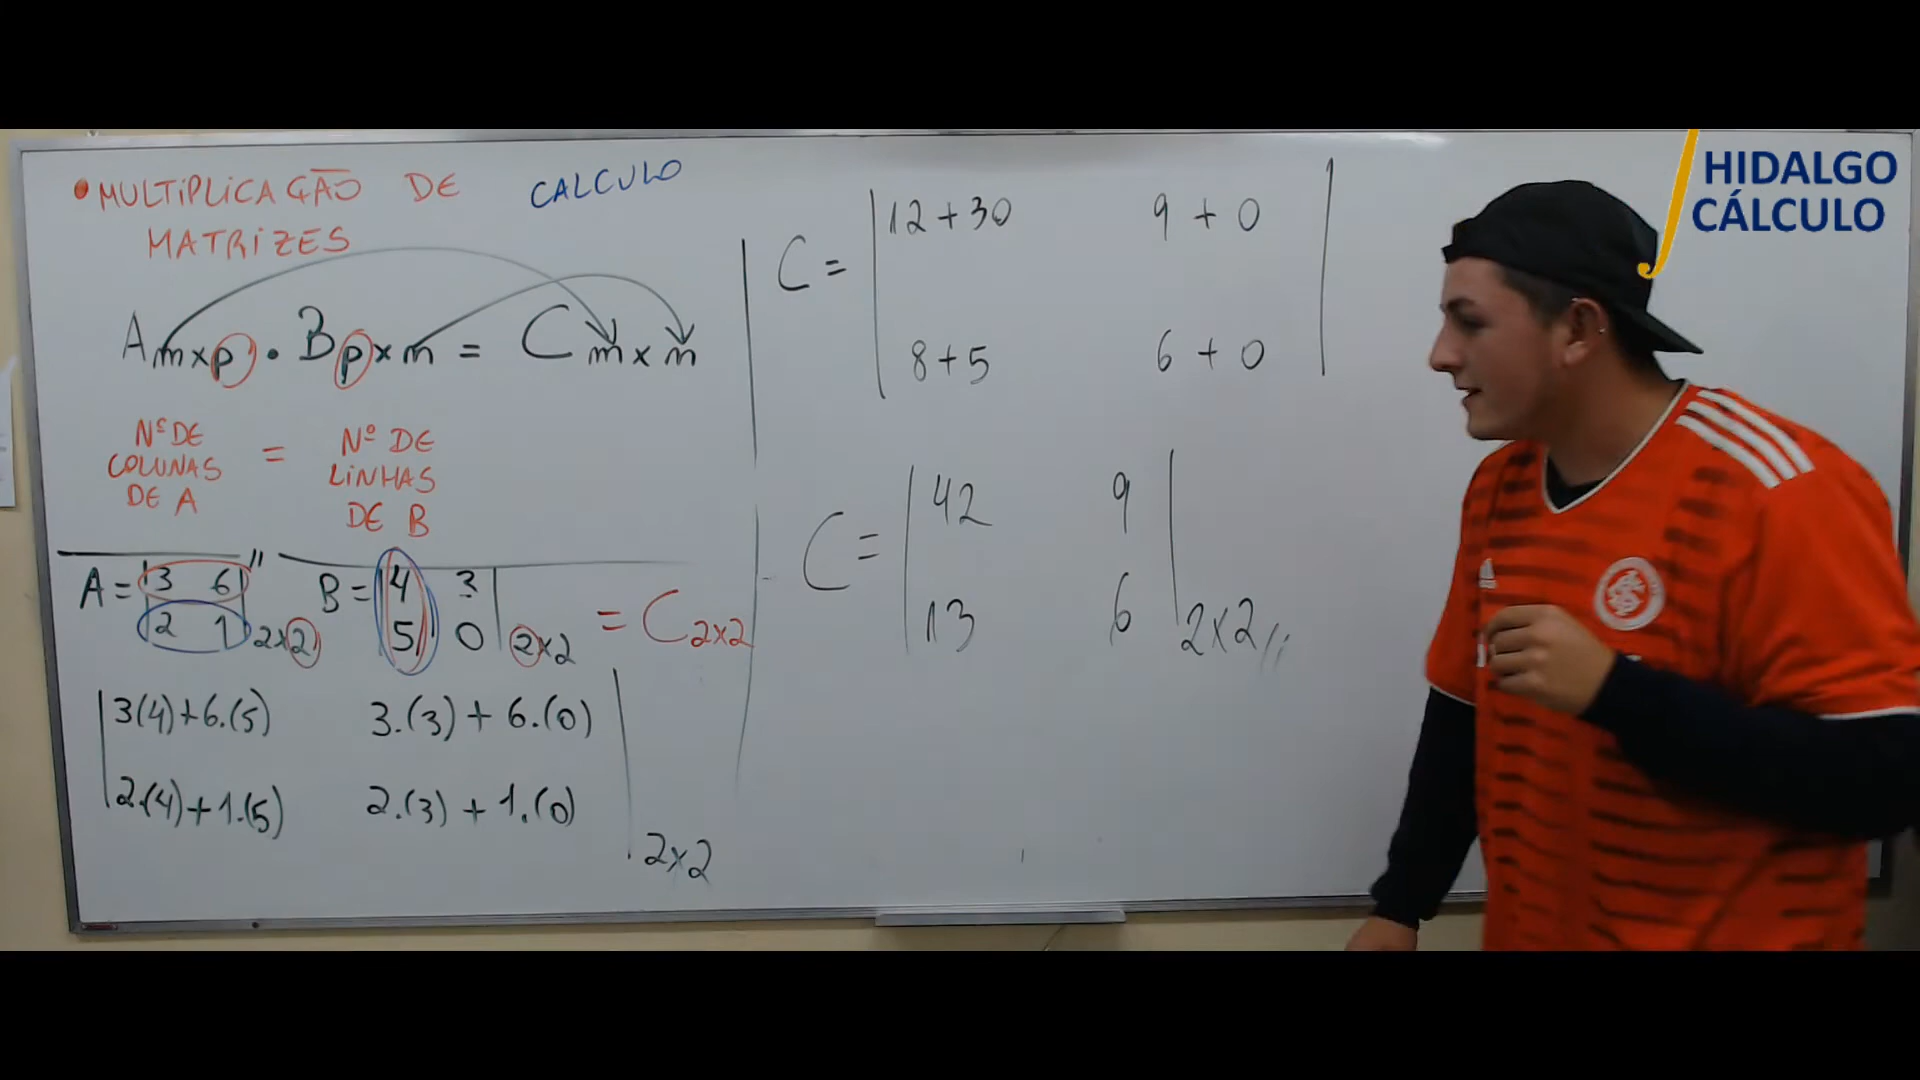 • MULTIPLICAÇÃO DE CALCULO
MATRIZES
A m×p . B p×n = C m×n
Nº DE COLUNAS DE A = Nº DE LINHAS DE B
A = |3 6| 2×2 B = |4 3| 2×2 = C 2×2
|2 1| |5 0|
|3(4)+6.(5) 3.(3)+6.(0)|
|2.(4)+1.(5) 2.(3)+1.(0)| 2×2
C = |12+30 9+0|
|8+5 6+0|
C = |42 9|
|13 6| 2×2 //
HIDALGO
CÁLCULO